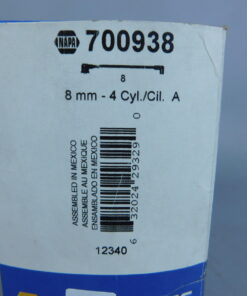 NAPA 700938
8
8 mm - 4 Cyl./Cil. A
ASSEMBLED IN MEXICO
ASSEMBLE AU MEXIQUE
ENSAMBLADO EN MEXICO
6 32024 29329 0
12340